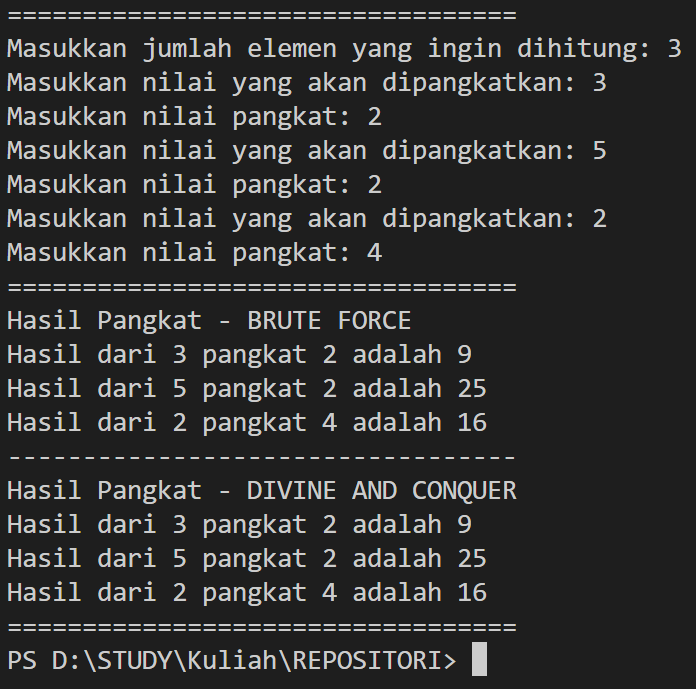 ==================================
Masukkan jumlah elemen yang ingin dihitung: 3
Masukkan nilai yang akan dipangkatkan: 3
Masukkan nilai pangkat: 2
Masukkan nilai yang akan dipangkatkan: 5
Masukkan nilai pangkat: 2
Masukkan nilai yang akan dipangkatkan: 2
Masukkan nilai pangkat: 4
==================================
Hasil Pangkat - BRUTE FORCE
Hasil dari 3 pangkat 2 adalah 9
Hasil dari 5 pangkat 2 adalah 25
Hasil dari 2 pangkat 4 adalah 16
----------------------------------
Hasil Pangkat - DIVINE AND CONQUER
Hasil dari 3 pangkat 2 adalah 9
Hasil dari 5 pangkat 2 adalah 25
Hasil dari 2 pangkat 4 adalah 16
==================================
PS D:\STUDY\Kuliah\REPOSITORI>